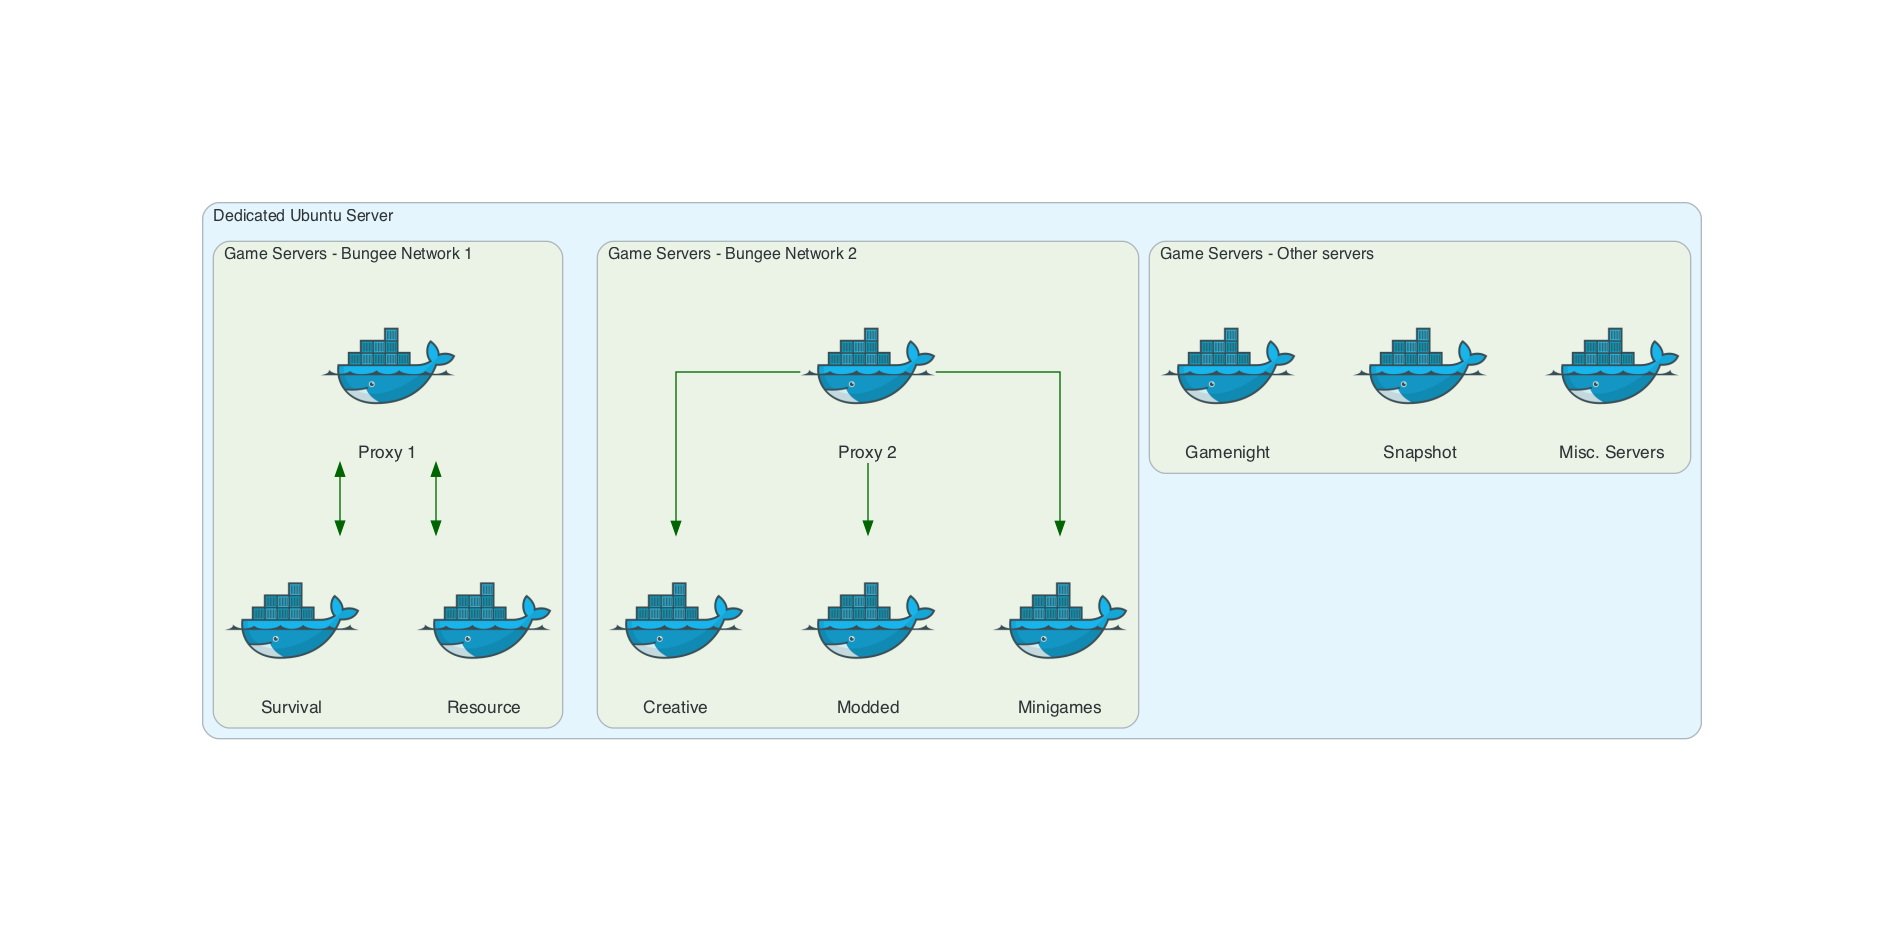 Dedicated Ubuntu Server
Game Servers - Bungee Network 1
Proxy 1
Survival
Resource
Game Servers - Bungee Network 2
Proxy 2
Creative
Modded
Minigames
Game Servers - Other servers
Gamenight
Snapshot
Misc. Servers